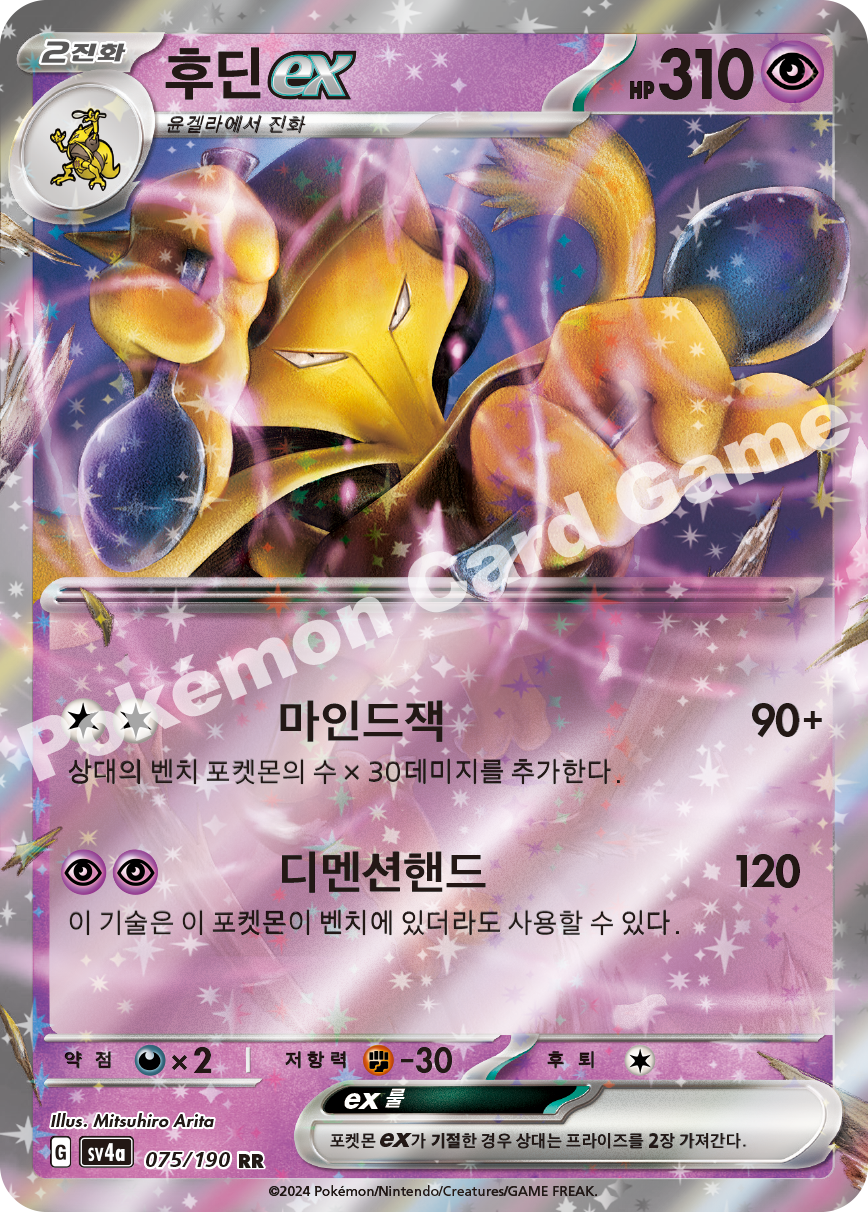 2진화
후딘ex
HP310
윤겔라에서 진화
마인드잭 90+
상대의 벤치 포켓몬의 수 × 30데미지를 추가한다.
디멘션핸드 120
이 기술은 이 포켓몬이 벤치에 있더라도 사용할 수 있다.
약점 ×2 저항력 -30 후퇴
ex 룰
포켓몬 ex가 기절한 경우 상대는 프라이즈를 2장 가져간다.
Illus. Mitsuhiro Arita
G sv4a 075/190 RR
©2024 Pokémon/Nintendo/Creatures/GAME FREAK.
Pokémon Card Game